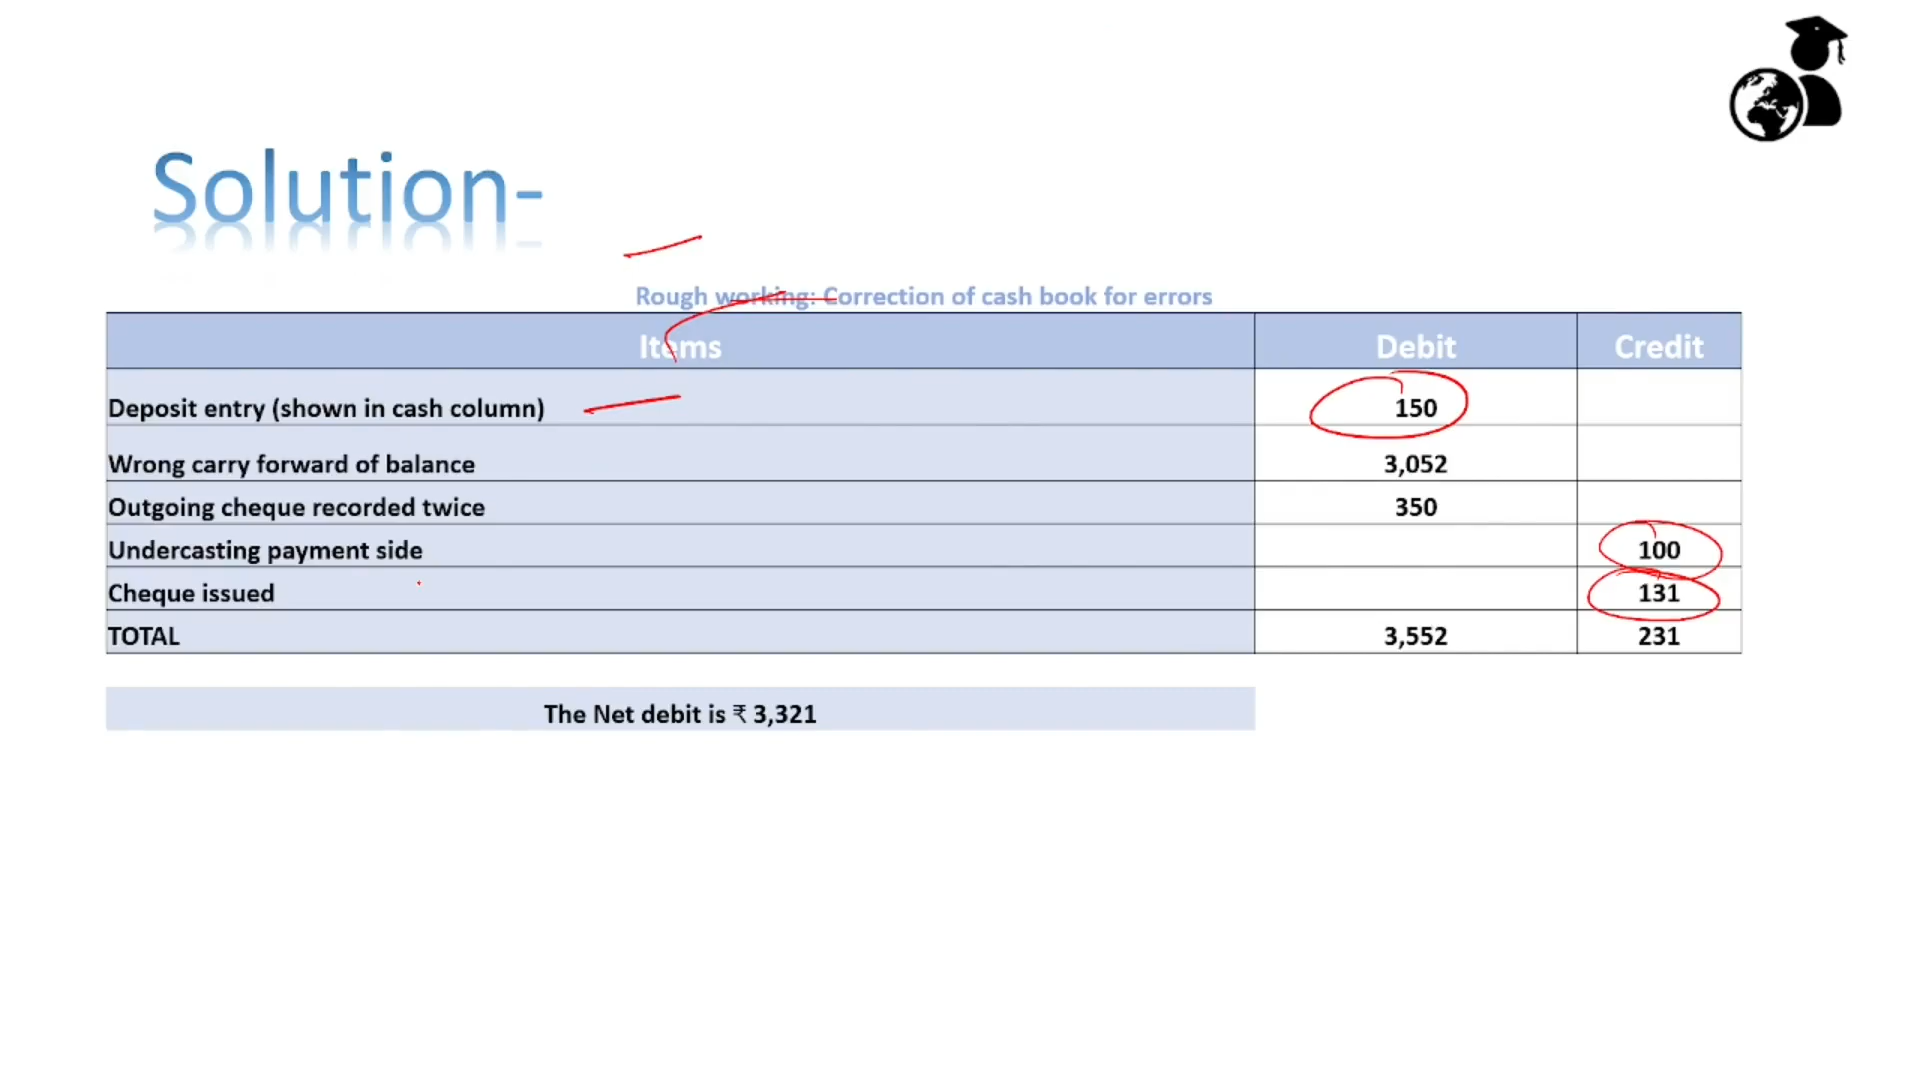 Solution-
Rough working: Correction of cash book for errors
Items Debit Credit
Deposit entry (shown in cash column) 150
Wrong carry forward of balance 3,052
Outgoing cheque recorded twice 350
Undercasting payment side 100
Cheque issued 131
TOTAL 3,552 231
The Net debit is ₹ 3,321